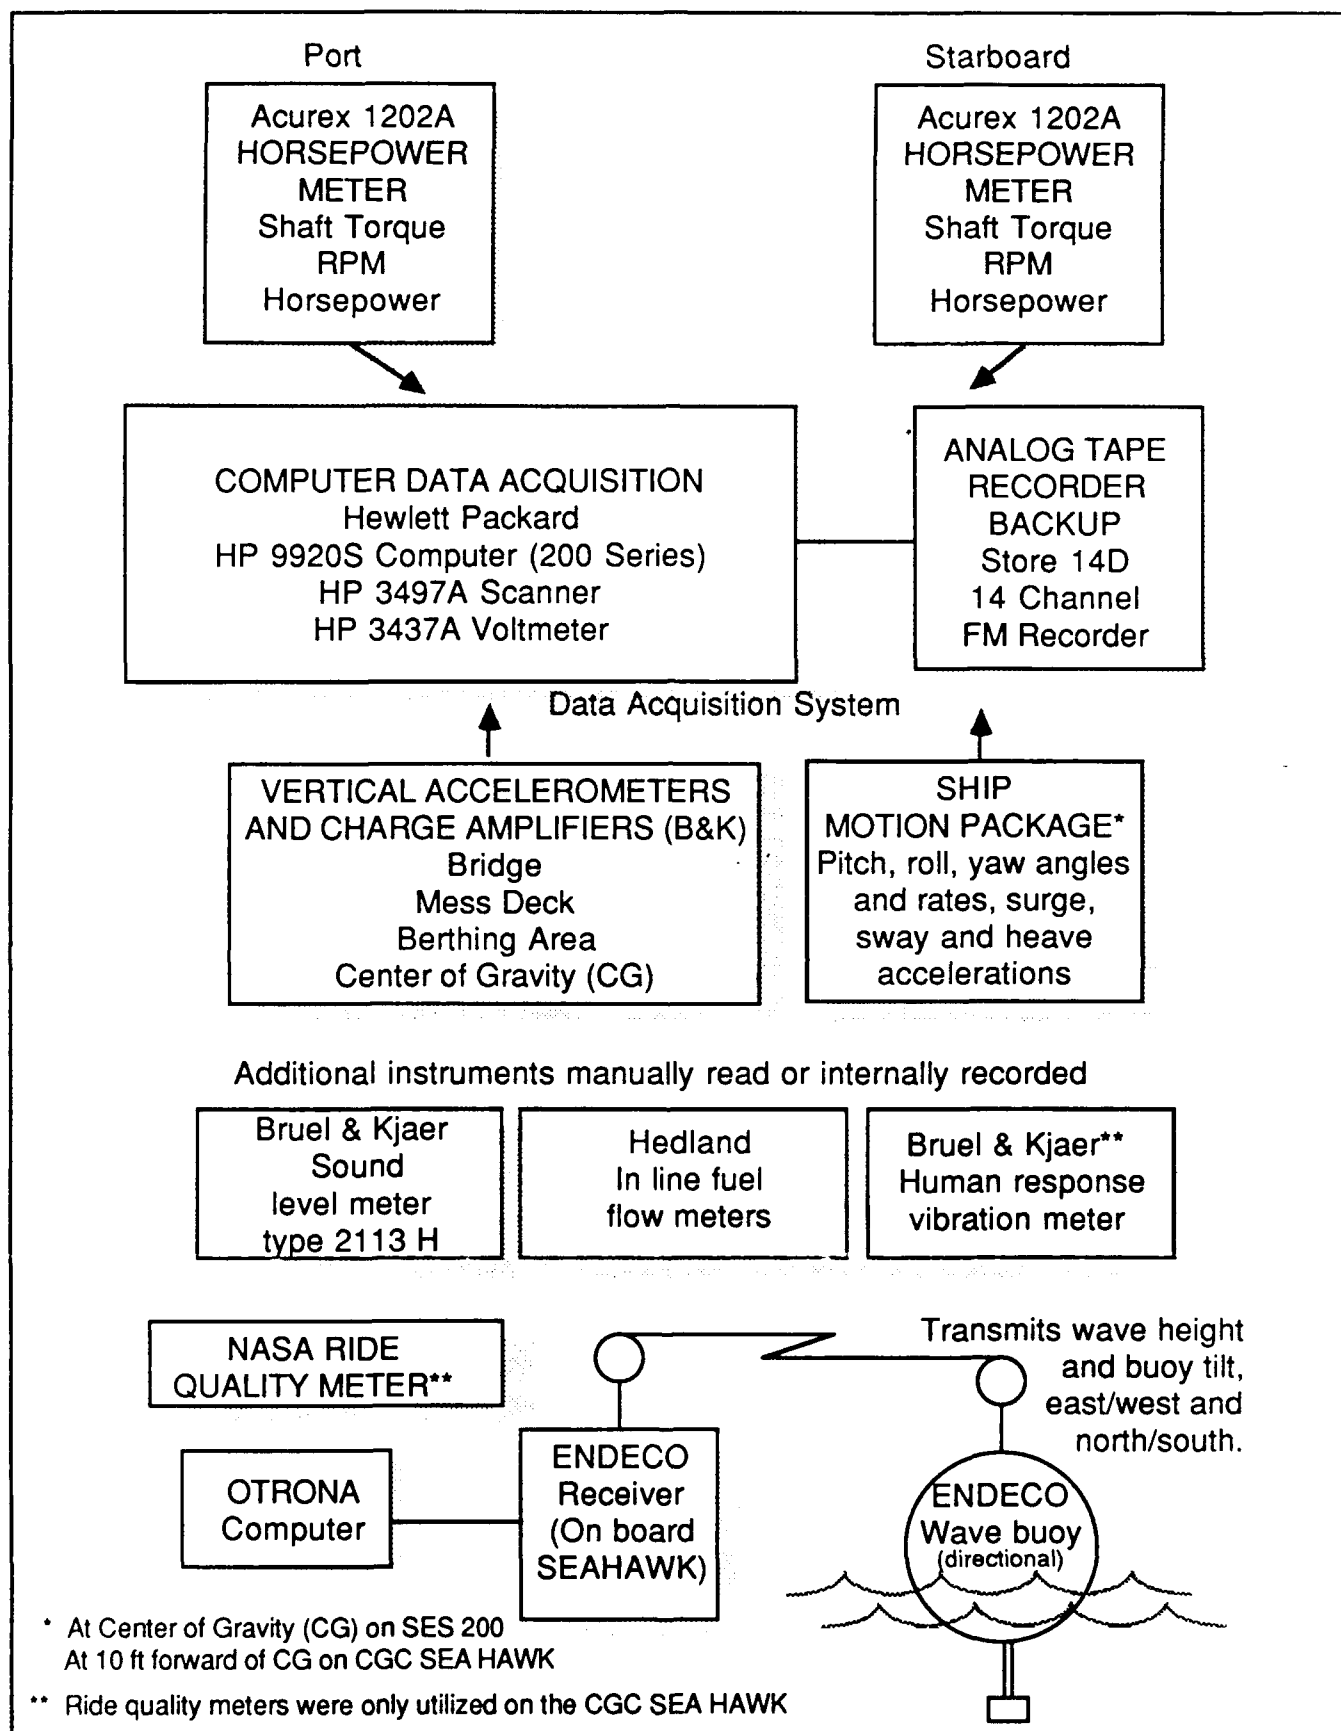 Port
Acurex 1202A
HORSEPOWER
METER
Shaft Torque
RPM
Horsepower
Starboard
Acurex 1202A
HORSEPOWER
METER
Shaft Torque
RPM
Horsepower
COMPUTER DATA ACQUISITION
Hewlett Packard
HP 9920S Computer (200 Series)
HP 3497A Scanner
HP 3437A Voltmeter
ANALOG TAPE
RECORDER
BACKUP
Store 14D
14 Channel
FM Recorder
Data Acquisition System
VERTICAL ACCELEROMETERS
AND CHARGE AMPLIFIERS (B&K)
Bridge
Mess Deck
Berthing Area
Center of Gravity (CG)
SHIP
MOTION PACKAGE*
Pitch, roll, yaw angles
and rates, surge,
sway and heave
accelerations
Additional instruments manually read or internally recorded
Bruel & Kjaer
Sound
level meter
type 2113 H
Hedland
In line fuel
flow meters
Bruel & Kjaer**
Human response
vibration meter
NASA RIDE
QUALITY METER**
Transmits wave height
and buoy tilt,
east/west and
north/south.
OTRONA
Computer
ENDECO
Receiver
(On board
SEAHAWK)
ENDECO
Wave buoy
(directional)
* At Center of Gravity (CG) on SES 200
At 10 ft forward of CG on CGC SEA HAWK
** Ride quality meters were only utilized on the CGC SEA HAWK